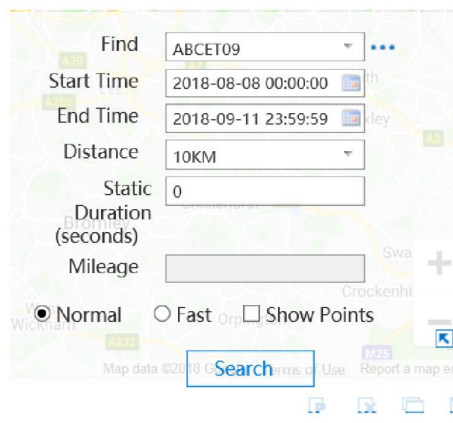 Find ABCET09
Start Time 2018-08-08 00:00:00
End Time 2018-09-11 23:59:59
Distance 10KM
Static
Duration
(seconds) 0
Mileage
Normal Fast Show Points
Search
A20
A2
A232
M25
Bromley
Wickham
Map data ©2018 Terms of Use Report a map